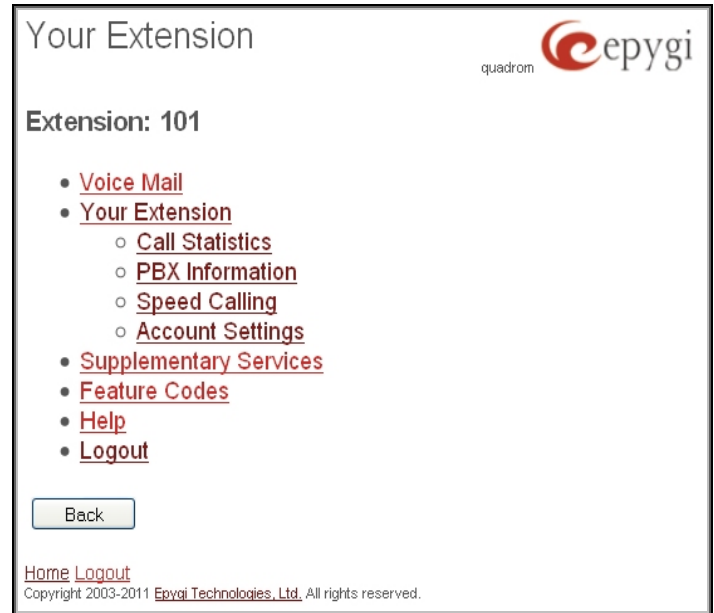 Your Extension
quadrom epygi
Extension: 101
Voice Mail
Your Extension
Call Statistics
PBX Information
Speed Calling
Account Settings
Supplementary Services
Feature Codes
Help
Logout
Back
Home Logout
Copyright 2003-2011 Epygi Technologies, Ltd. All rights reserved.